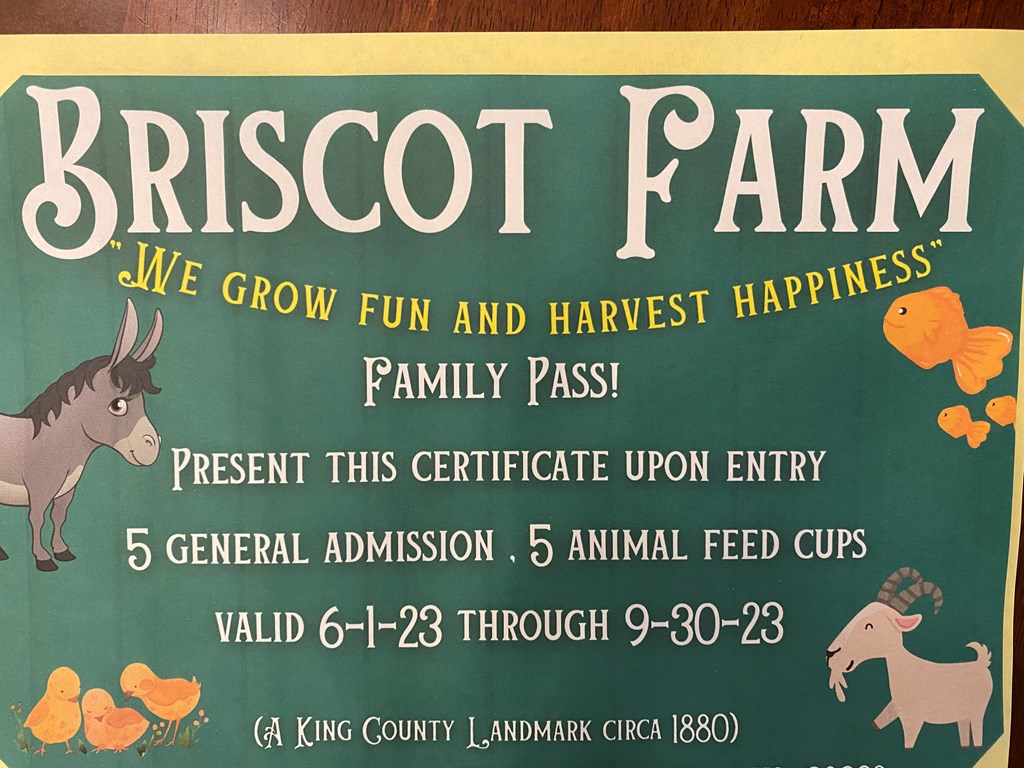 BRISCOT FARM
"WE GROW FUN AND HARVEST HAPPINESS"
FAMILY PASS!
PRESENT THIS CERTIFICATE UPON ENTRY
5 GENERAL ADMISSION , 5 ANIMAL FEED CUPS
VALID 6-1-23 THROUGH 9-30-23
(A KING COUNTY LANDMARK CIRCA 1880)